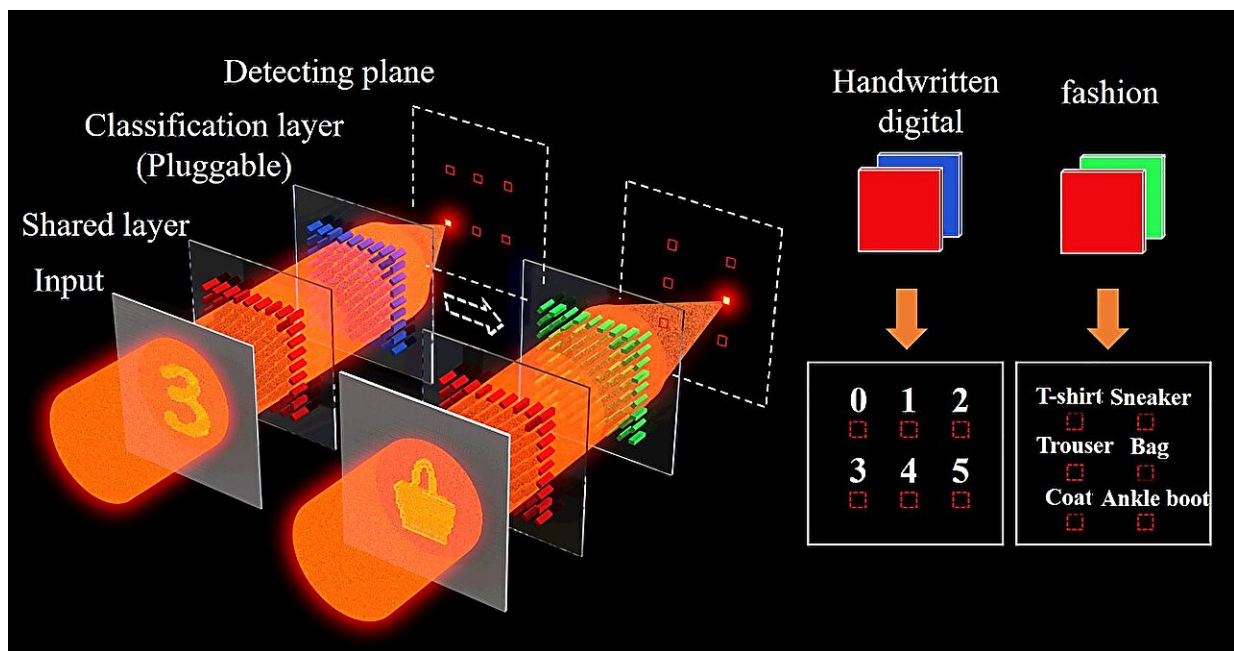 Detecting plane
Classification layer
(Pluggable)
Shared layer
Input
3
Handwritten
digital
fashion
0 1 2
3 4 5
T-shirt Sneaker
Trouser Bag
Coat Ankle boot